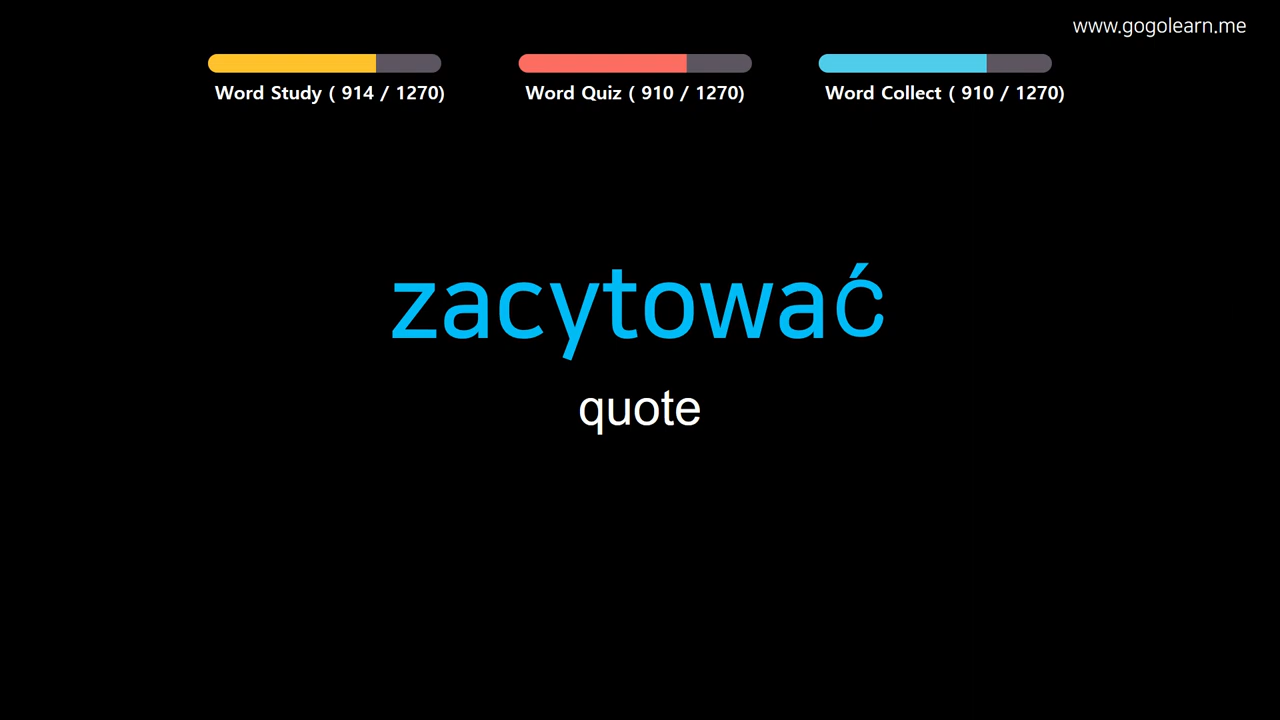 www.gogolearn.me
Word Study ( 914 / 1270)
Word Quiz ( 910 / 1270)
Word Collect ( 910 / 1270)
zacytować
quote